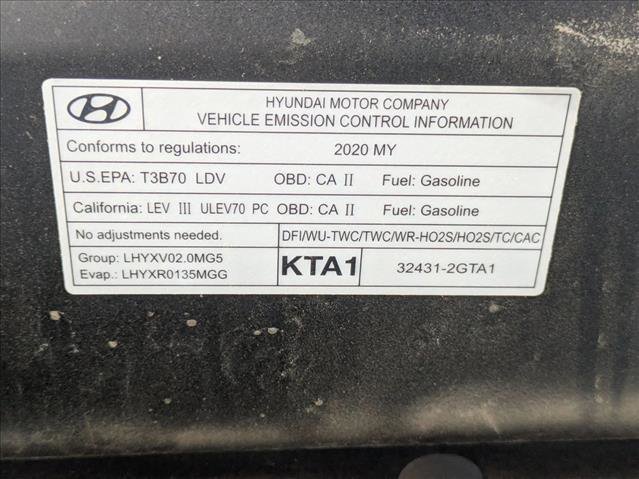 HYUNDAI MOTOR COMPANY
VEHICLE EMISSION CONTROL INFORMATION
Conforms to regulations: 2020 MY
U.S.EPA: T3B70 LDV OBD: CA II Fuel: Gasoline
California: LEV III ULEV70 PC OBD: CA II Fuel: Gasoline
No adjustments needed. DFI/WU-TWC/TWC/WR-HO2S/HO2S/TC/CAC
Group: LHYXV02.0MG5
Evap.: LHYXR0135MGG
KTA1
32431-2GTA1